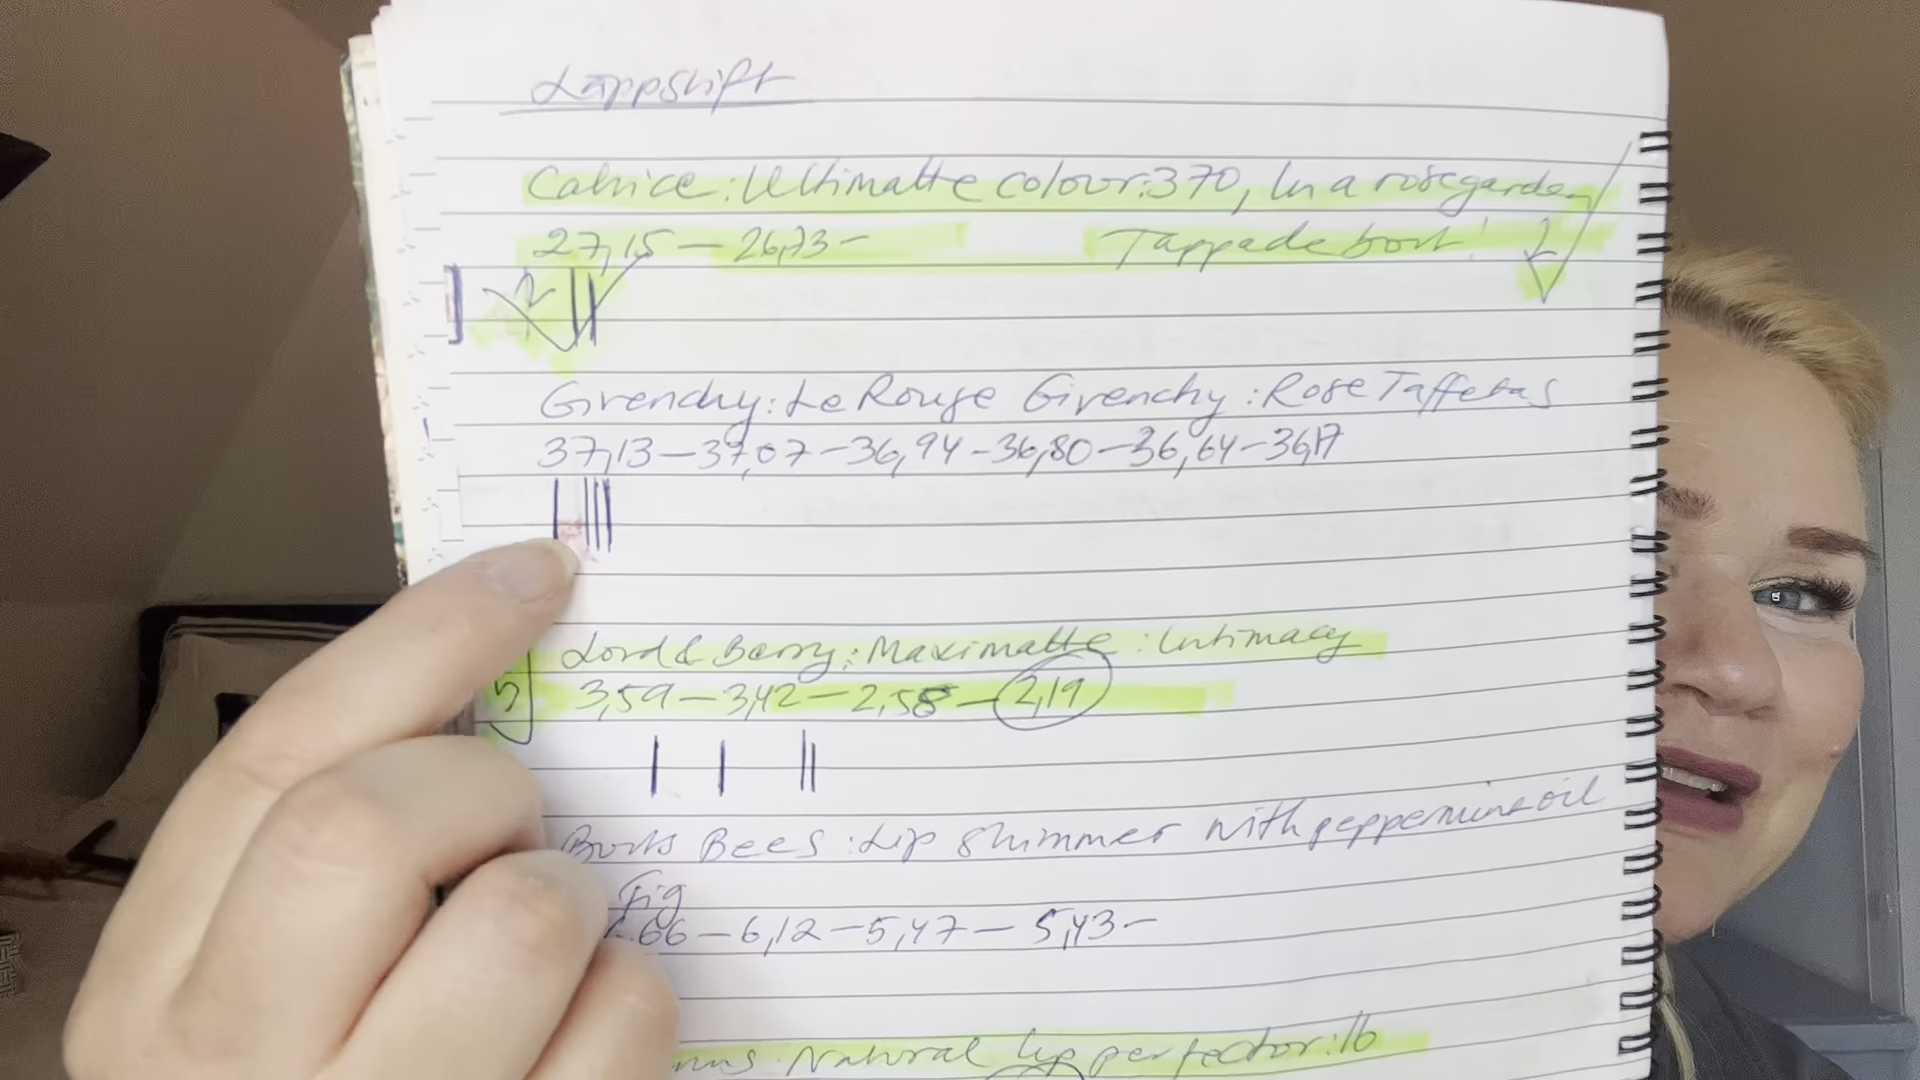 Läppstift
Catrice: Ultimatte colour:370, In a rosegarden
27,15 – 26,73 –
Tappade bort!
Givenchy: Le Rouge Givenchy: Rose Taffetas
37,13 – 37,07 – 36,94 – 36,80 – 36,64 – 36,17
Lord & Berry: Maximatte: Intimacy
5
3,59 – 3,42 – 2,58 – 2,19
Burts Bees: Lip shimmer with peppermint oil
Fig
66 – 6,12 – 5,47 – 5,43 –
Natural lip perfector:16